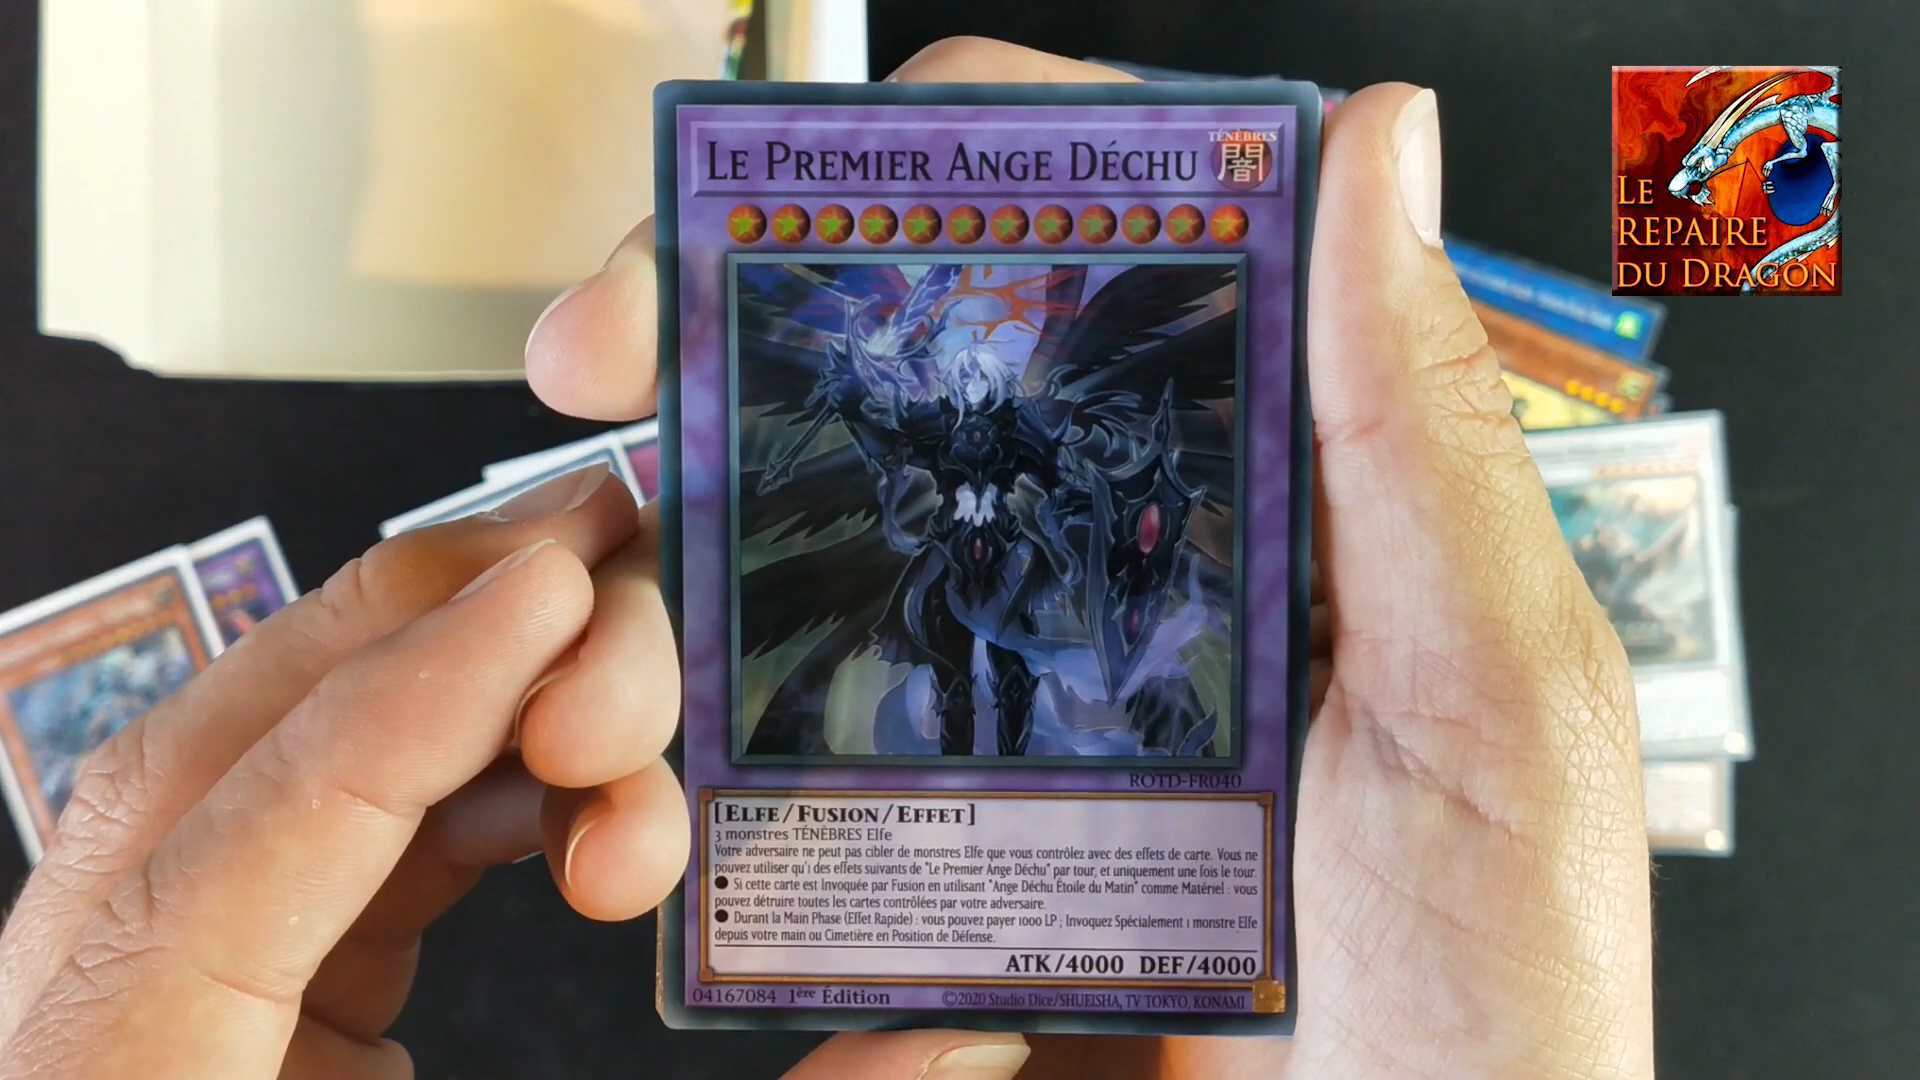 LE PREMIER ANGE DÉCHU
TÉNÈBRES
闇
LE
REPAIRE
DU DRAGON
ROTD-FR040
[ELFE/FUSION/EFFET]
3 monstres TÉNÈBRES Elfe
Votre adversaire ne peut pas cibler de monstres Elfe que vous contrôlez avec des effets de carte. Vous ne
pouvez utiliser qu'1 des effets suivants de "Le Premier Ange Déchu" par tour, et uniquement une fois le tour.
● Si cette carte est Invoquée par Fusion en utilisant "Ange Déchu Étoile du Matin" comme Matériel : vous
pouvez détruire toutes les cartes contrôlées par votre adversaire.
● Durant la Main Phase (Effet Rapide) : vous pouvez payer 1000 LP ; Invoquez Spécialement 1 monstre Elfe
depuis votre main ou Cimetière en Position de Défense.
ATK/4000 DEF/4000
04167084 1ère Édition
©2020 Studio Dice/SHUEISHA, TV TOKYO, KONAMI